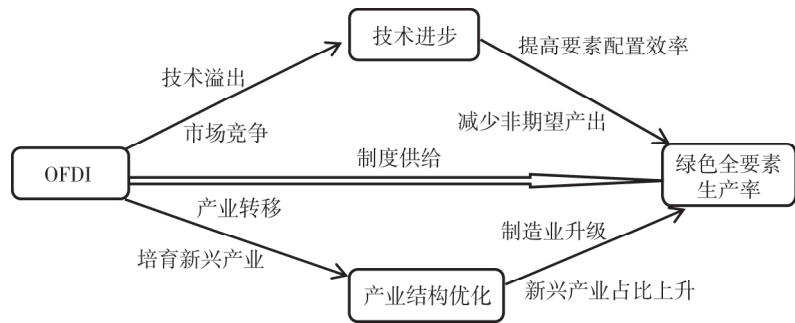 技术进步
提高要素配置效率
技术溢出
减少非期望产出
市场竞争
制度供给
OFDI
绿色全要素
生产率
产业转移
制造业升级
培育新兴产业
产业结构优化
新兴产业占比上升